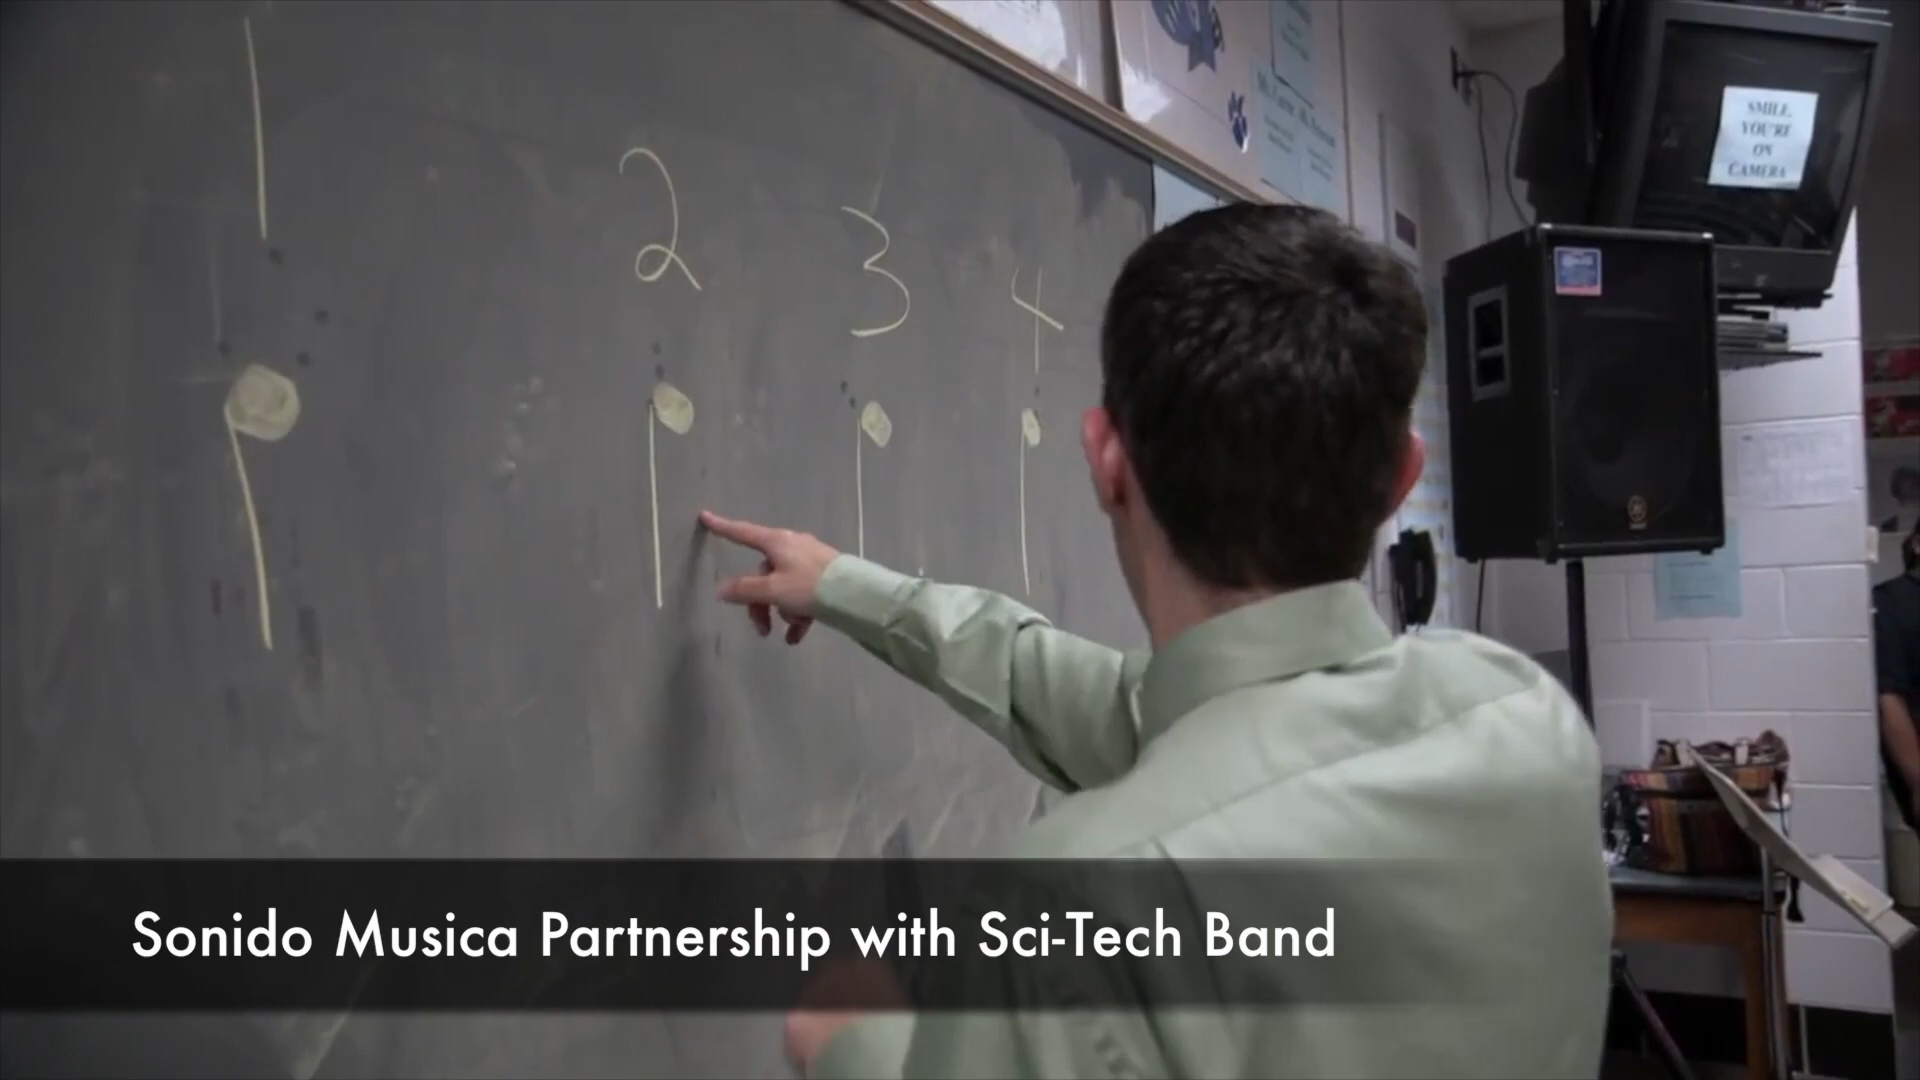 1 2 3 4
SMILE
YOU'RE
ON
CAMERA
Sonido Musica Partnership with Sci-Tech Band